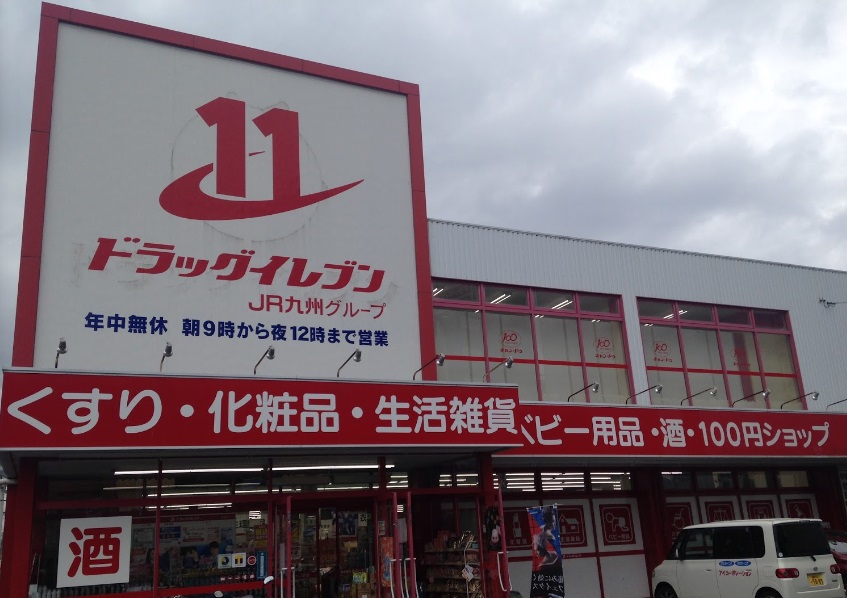 11
ドラッグイレブン
JR九州グループ
年中無休 朝9時から夜12時まで営業
くすり・化粧品・生活雑貨
ベビー用品・酒・100円ショップ
酒